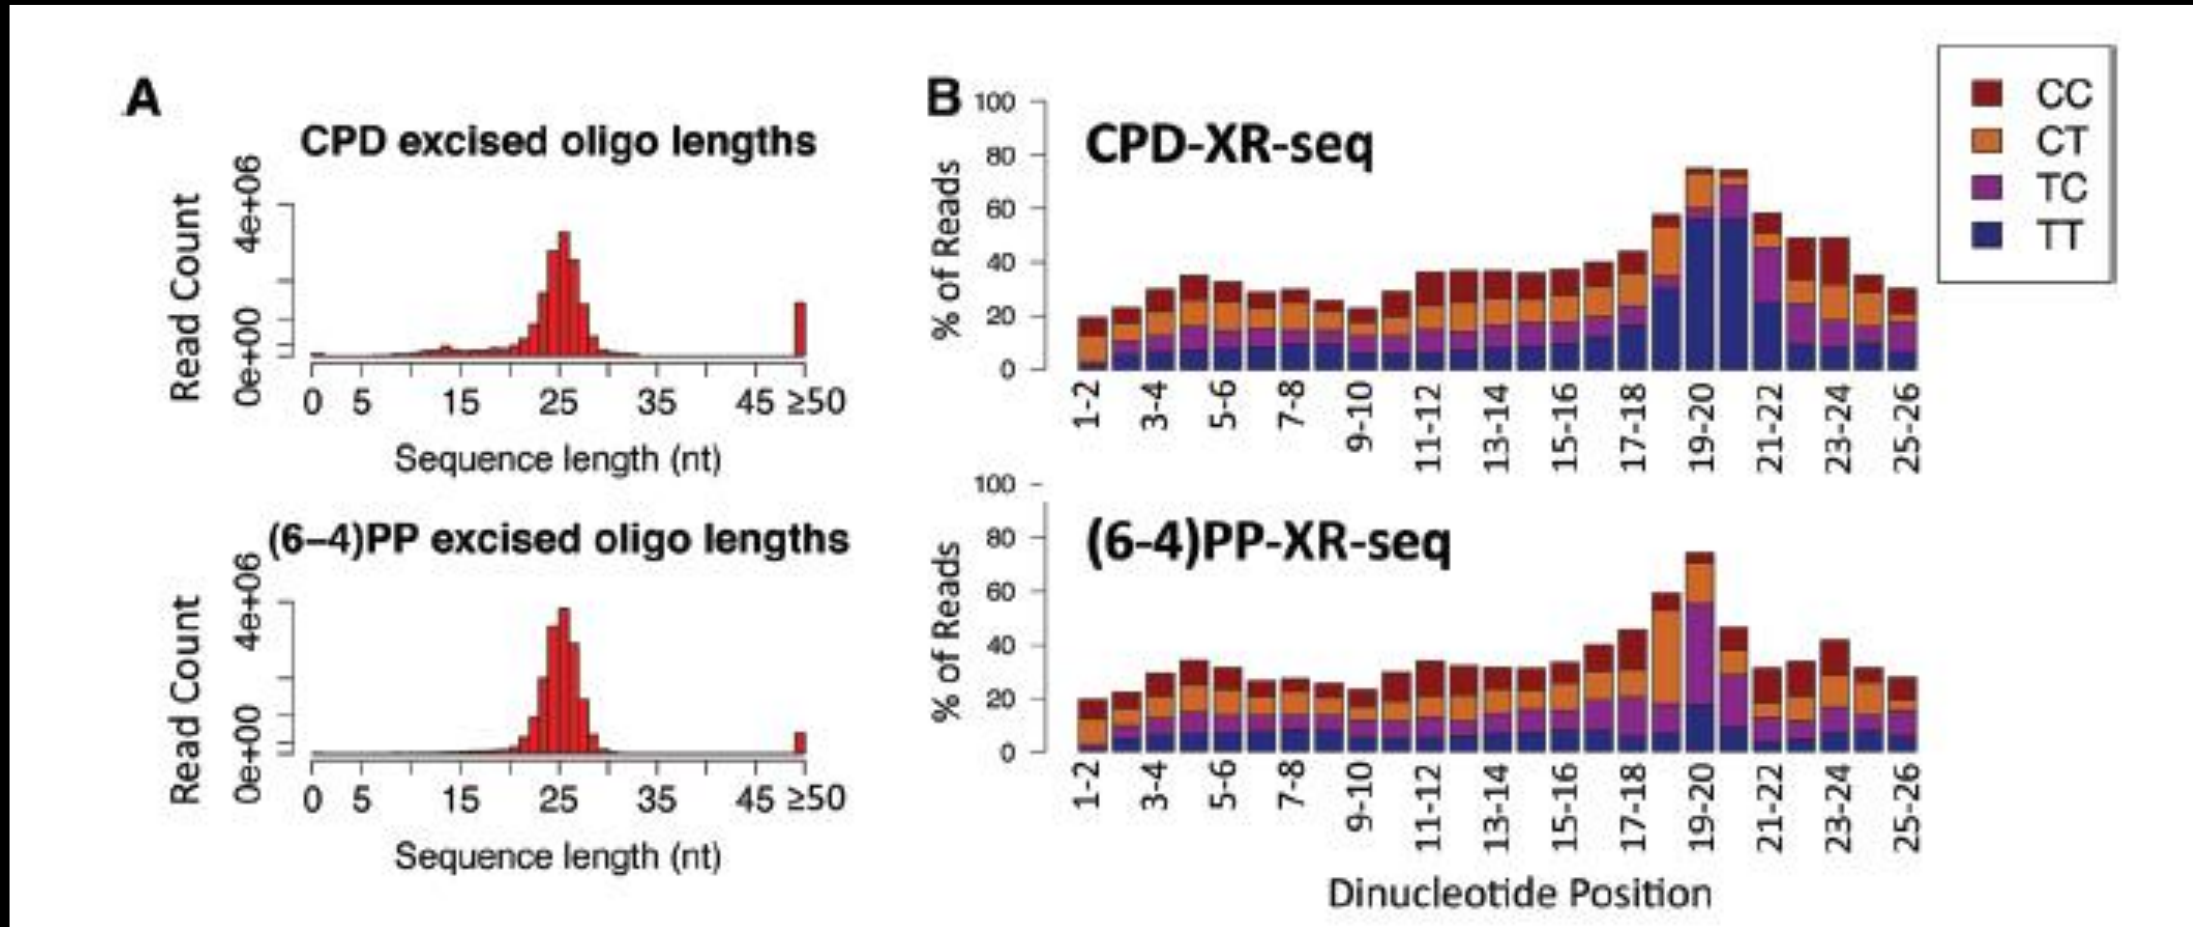 A
CPD excised oligo lengths
Read Count
4e+06
0e+00
0 5 15 25 35 45 ≥50
Sequence length (nt)
(6–4)PP excised oligo lengths
Read Count
4e+06
0e+00
0 5 15 25 35 45 ≥50
Sequence length (nt)
B
CPD-XR-seq
% of Reads
100
80
60
40
20
0
1-2 3-4 5-6 7-8 9-10 11-12 13-14 15-16 17-18 19-20 21-22 23-24 25-26
(6-4)PP-XR-seq
% of Reads
100
80
60
40
20
0
1-2 3-4 5-6 7-8 9-10 11-12 13-14 15-16 17-18 19-20 21-22 23-24 25-26
Dinucleotide Position
CC
CT
TC
TT